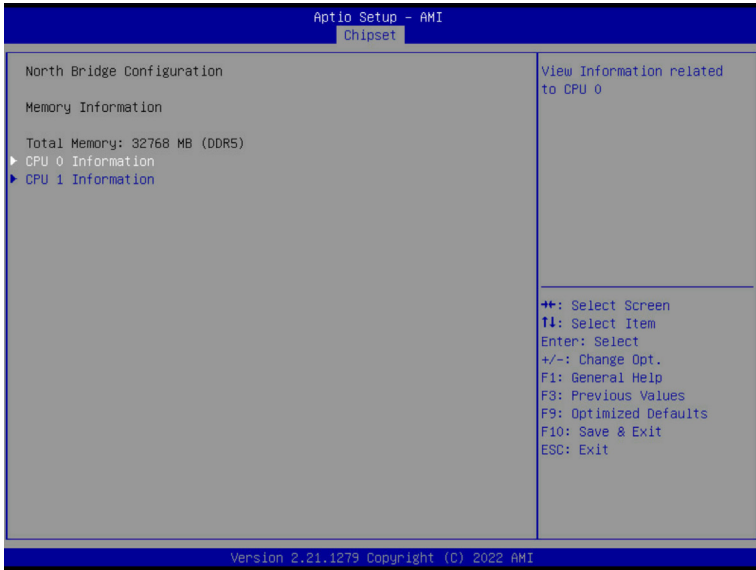 Aptio Setup – AMI
Chipset
North Bridge Configuration
Memory Information
Total Memory: 32768 MB (DDR5)
CPU 0 Information
CPU 1 Information
View Information related
to CPU 0
→←: Select Screen
↑↓: Select Item
Enter: Select
+/-: Change Opt.
F1: General Help
F3: Previous Values
F9: Optimized Defaults
F10: Save & Exit
ESC: Exit
Version 2.21.1279 Copyright (C) 2022 AMI